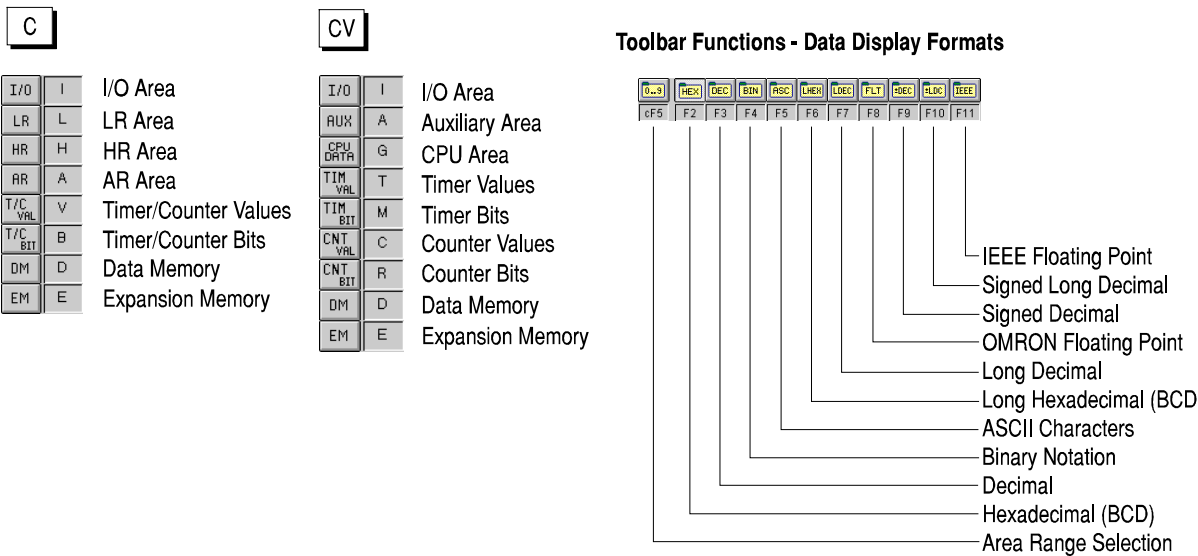 C
I/O I I/O Area
LR L LR Area
HR H HR Area
AR A AR Area
T/C VAL V Timer/Counter Values
T/C BIT B Timer/Counter Bits
DM D Data Memory
EM E Expansion Memory
CV
I/O I I/O Area
AUX A Auxiliary Area
CPU DATA G CPU Area
TIM VAL T Timer Values
TIM BIT M Timer Bits
CNT VAL C Counter Values
CNT BIT R Counter Bits
DM D Data Memory
EM E Expansion Memory
Toolbar Functions - Data Display Formats
0..9 HEX DEC BIN ASC LHEX LDEC FLT ±DEC ±LDC IEEE
cF5 F2 F3 F4 F5 F6 F7 F8 F9 F10 F11
IEEE Floating Point
Signed Long Decimal
Signed Decimal
OMRON Floating Point
Long Decimal
Long Hexadecimal (BCD
ASCII Characters
Binary Notation
Decimal
Hexadecimal (BCD)
Area Range Selection